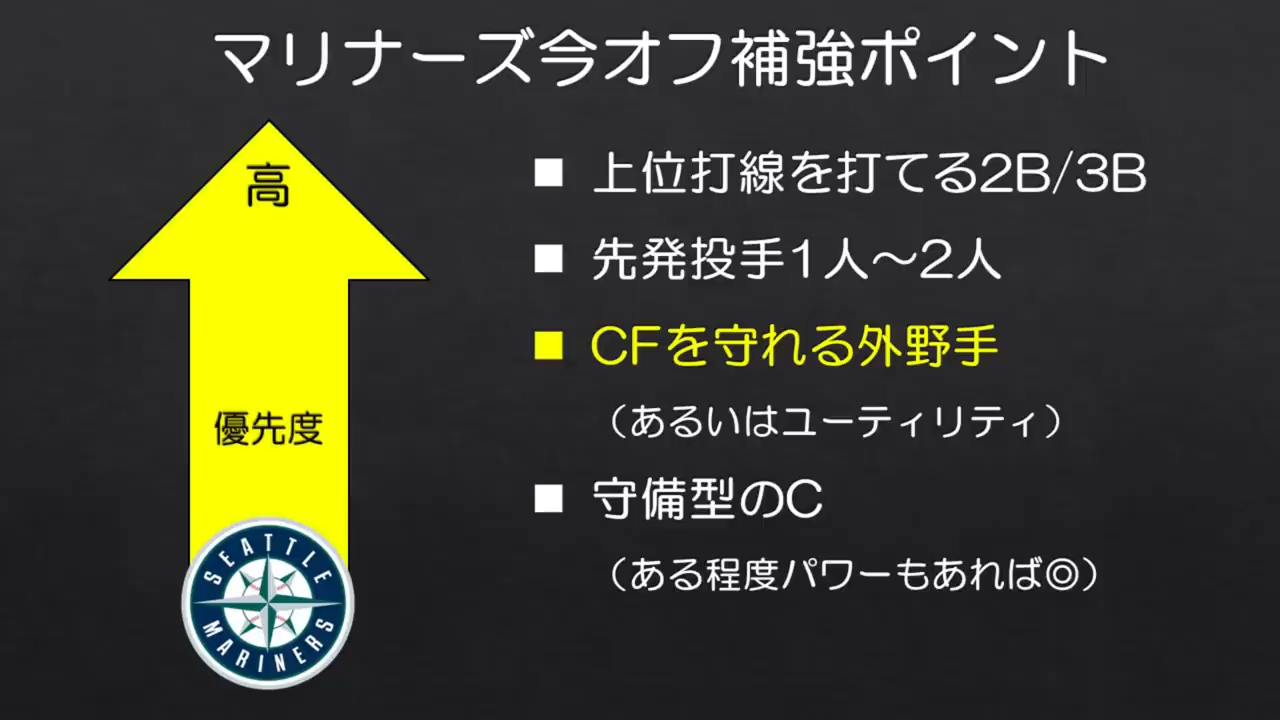 マリナーズ今オフ補強ポイント
高
優先度
SEATTLE
MARINERS
■ 上位打線を打てる2B/3B
■ 先発投手1人～2人
■ CFを守れる外野手
（あるいはユーティリティ）
■ 守備型のC
（ある程度パワーもあれば◎）